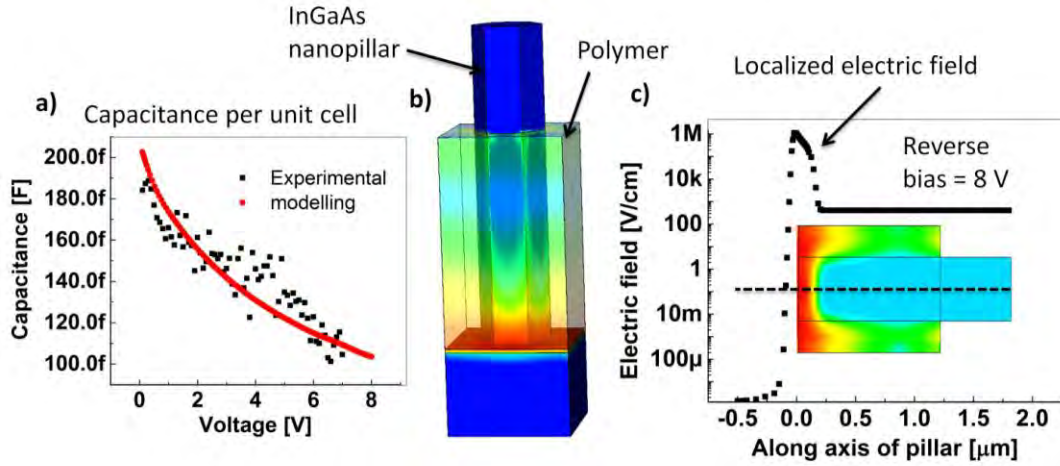 InGaAs
nanopillar
Polymer
Localized electric field
a)
Capacitance per unit cell
b)
c)
200.0f
180.0f
160.0f
140.0f
120.0f
100.0f
Capacitance [F]
Experimental
modelling
0 2 4 6 8
Voltage [V]
1M
10k
100
1
10m
100µ
Electric field [V/cm]
Reverse
bias = 8 V
-0.5 0.0 0.5 1.0 1.5 2.0
Along axis of pillar [µm]